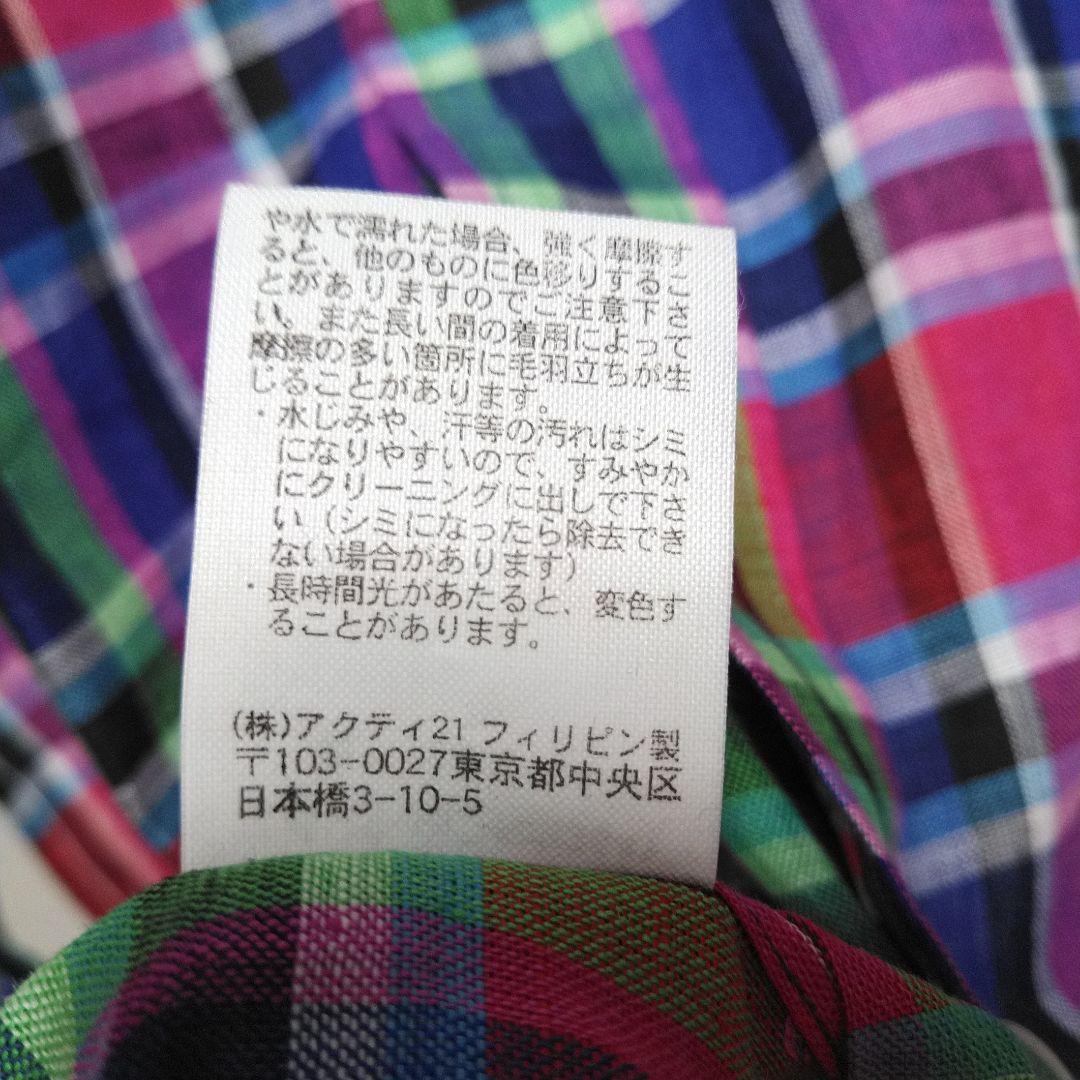 や水で濡れた場合、強く摩擦す
ると、他のものに色移りするこ
とがありますのでご注意下さ
い。また長い間の着用によって
摩擦の多い箇所に毛羽立ちが生
じることがあります。
・水じみや、汗等の汚れはシミ
になりやすいので、すみやか
にクリーニングに出して下さ
い（シミになったら除去でき
ない場合があります）
・長時間光があたると、変色す
ることがあります。
(株)アクティ21 フィリピン製
〒103-0027東京都中央区
日本橋3-10-5